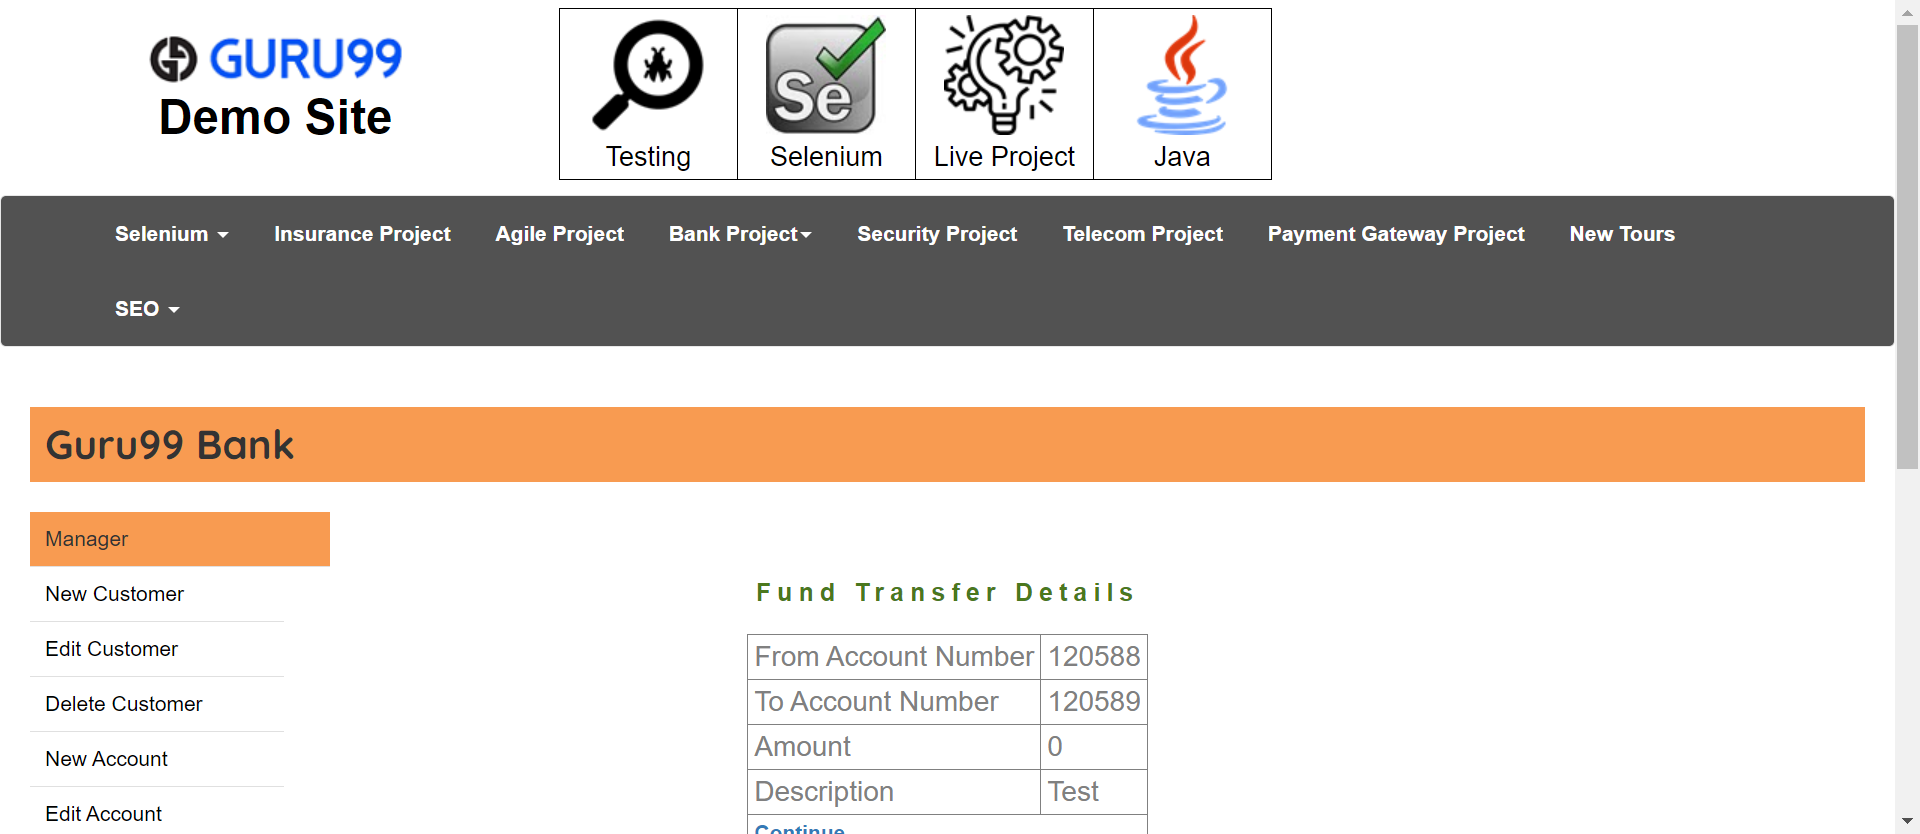 GURU99
Demo Site
Testing
Se
Selenium
Live Project
Java
Selenium
Insurance Project
Agile Project
Bank Project
Security Project
Telecom Project
Payment Gateway Project
New Tours
SEO
Guru99 Bank
Manager
New Customer
Edit Customer
Delete Customer
New Account
Edit Account
Fund Transfer Details
From Account Number 120588
To Account Number 120589
Amount 0
Description Test
Continue